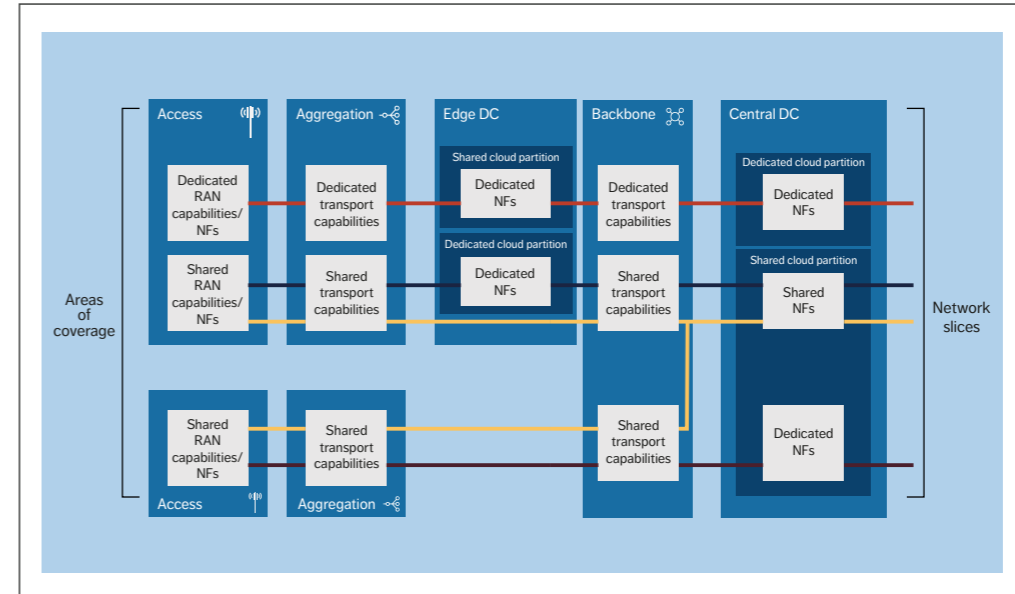 Access
Aggregation
Edge DC
Backbone
Central DC
Shared cloud partition
Dedicated cloud partition
Dedicated
RAN
capabilities/
NFs
Dedicated
transport
capabilities
Dedicated
NFs
Dedicated
transport
capabilities
Dedicated
NFs
Dedicated cloud partition
Shared cloud partition
Shared
RAN
capabilities/
NFs
Shared
transport
capabilities
Dedicated
NFs
Shared
transport
capabilities
Shared
NFs
Areas
of
coverage
Network
slices
Shared
RAN
capabilities/
NFs
Shared
transport
capabilities
Shared
transport
capabilities
Dedicated
NFs
Access
Aggregation